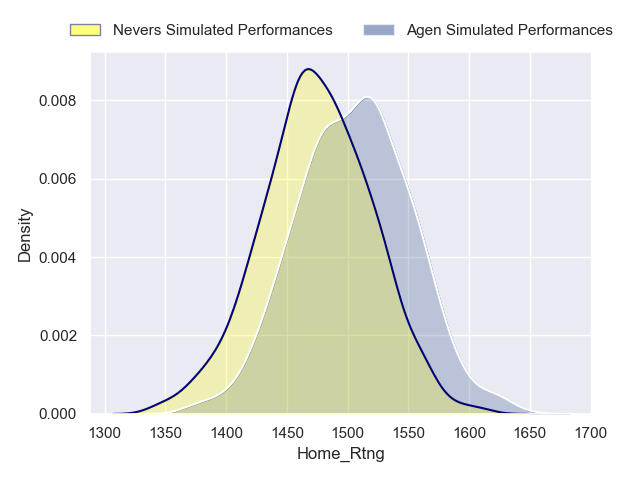 Nevers Simulated Performances Agen Simulated Performances
0.008
0.006
0.004
0.002
0.000
Density
1300 1350 1400 1450 1500 1550 1600 1650 1700
Home_Rtng